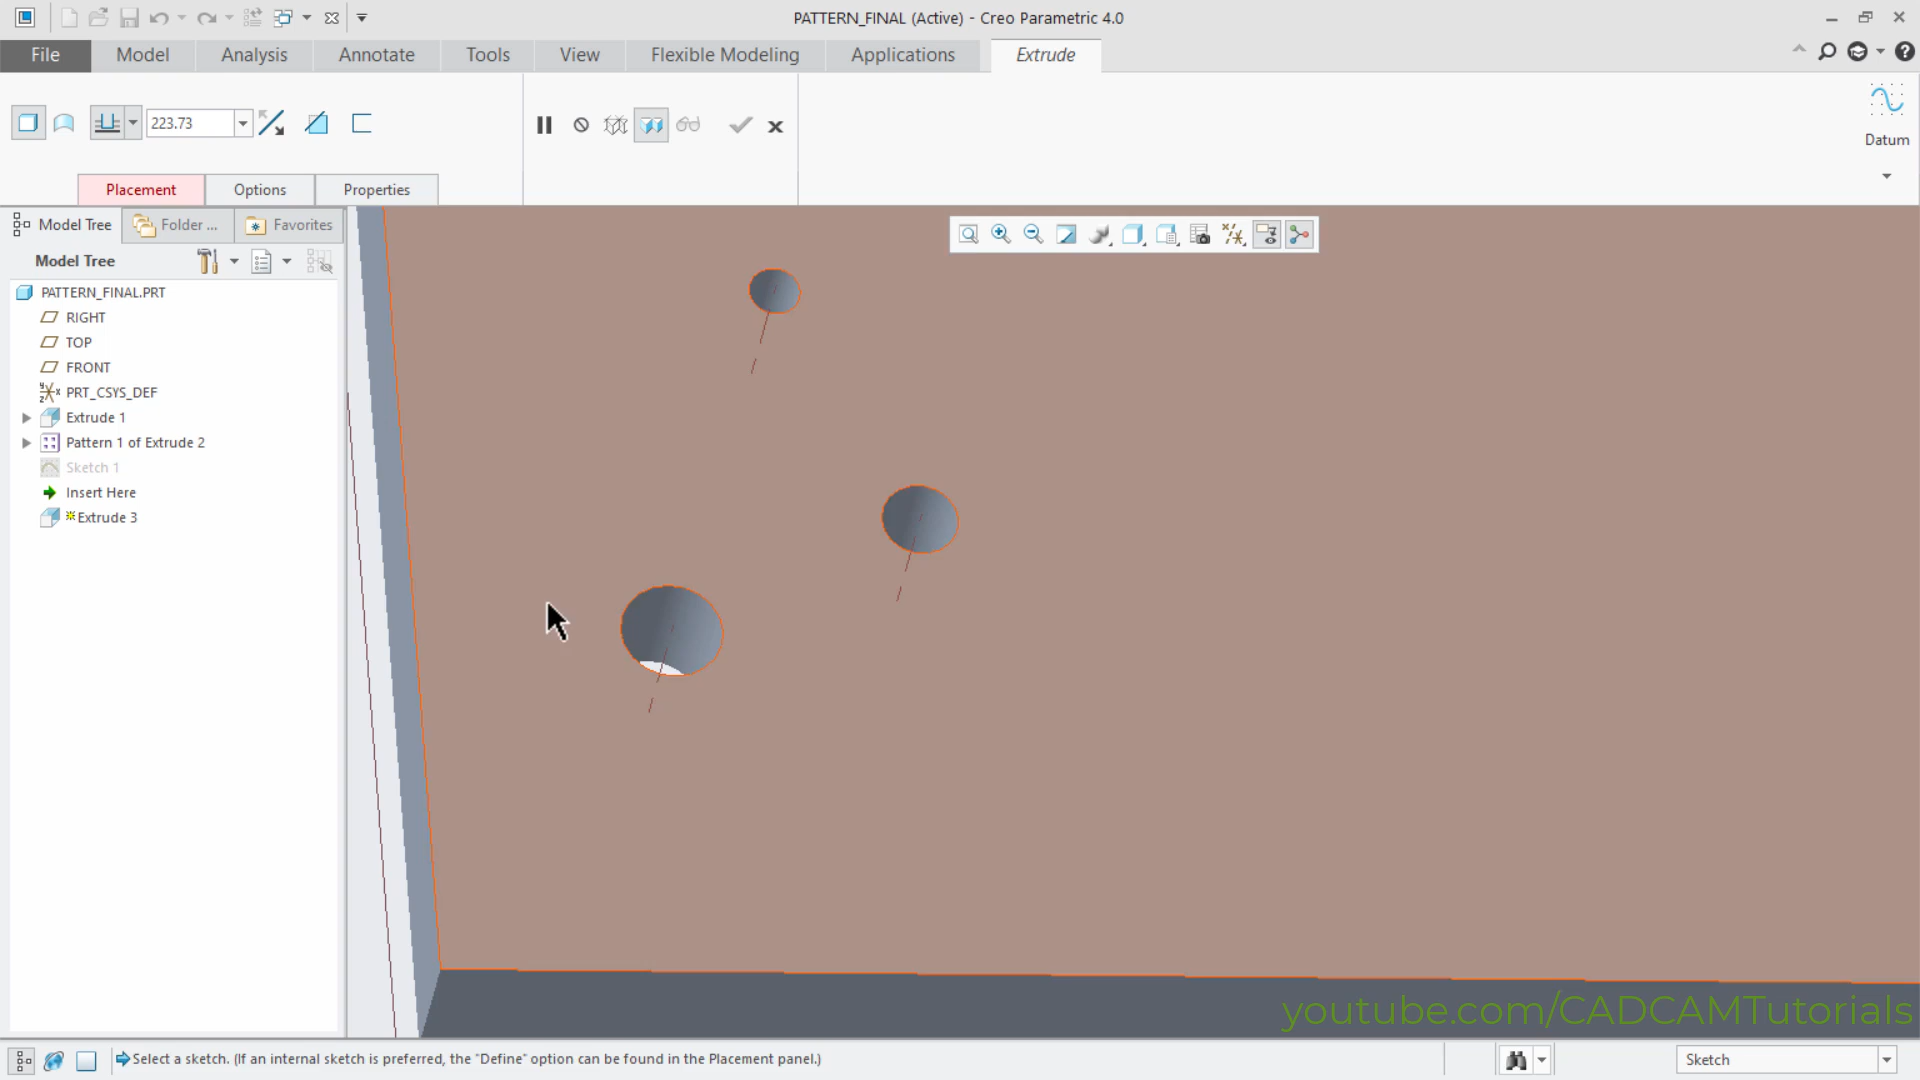 PATTERN_FINAL (Active) - Creo Parametric 4.0
File Model Analysis Annotate Tools View Flexible Modeling Applications Extrude
223.73
Datum
Placement Options Properties
Model Tree Folder ... Favorites
Model Tree
PATTERN_FINAL.PRT
RIGHT
TOP
FRONT
PRT_CSYS_DEF
Extrude 1
Pattern 1 of Extrude 2
Sketch 1
Insert Here
Extrude 3
youtube.com/CADCAMTutorials
Select a sketch. (If an internal sketch is preferred, the "Define" option can be found in the Placement panel.)
Sketch